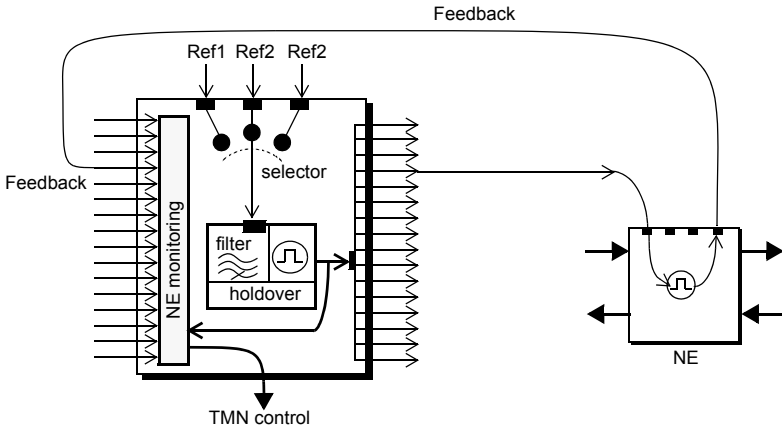 Feedback
Ref1 Ref2 Ref2
selector
Feedback
NE monitoring
filter
holdover
NE
TMN control